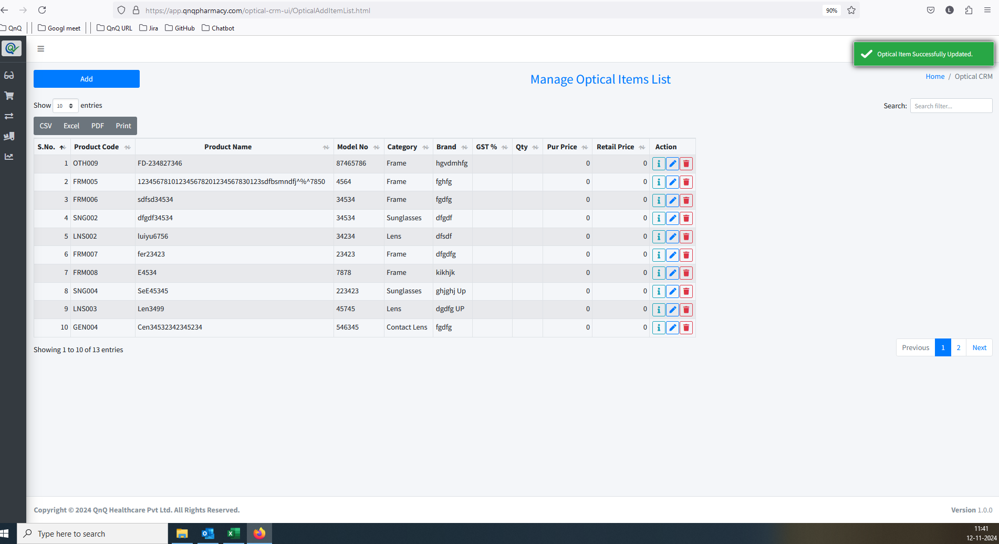 https://app.qnqpharmacy.com/optical-crm-ui/OpticalAddItemList.html 90% L
QnQ Googl meet QnQ URL Jira GitHub Chatbot
Optical Item Successfully Updated.
Add Manage Optical Items List Home / Optical CRM
Show 10 entries Search: Search filter...
CSV Excel PDF Print
S.No. Product Code Product Name Model No Category Brand GST % Qty Pur Price Retail Price Action
1 OTH009 FD-234827346 87465786 Frame hgvdmhfg 0 0
2 FRM005 12345678101234567820123456783​0123sdfbsmndfj^%^7850 4564 Frame fghfg 0 0
3 FRM006 sdfsd34534 34534 Frame fgdfg 0 0
4 SNG002 dfgdf34534 34534 Sunglasses dfgdf 0 0
5 LNS002 luiyu6756 34234 Lens dfsdf 0 0
6 FRM007 fer23423 23423 Frame dfgdfg 0 0
7 FRM008 E4534 7878 Frame kikhjk 0 0
8 SNG004 SeE45345 223423 Sunglasses ghjghj Up 0 0
9 LNS003 Len3499 45745 Lens dgdfg UP 0 0
10 GEN004 Cen34532342345234 546345 Contact Lens fgdfg 0 0
Showing 1 to 10 of 13 entries Previous 1 2 Next
Copyright © 2024 QnQ Healthcare Pvt Ltd. All Rights Reserved. Version 1.0.0
Type here to search
11:41
12-11-2024